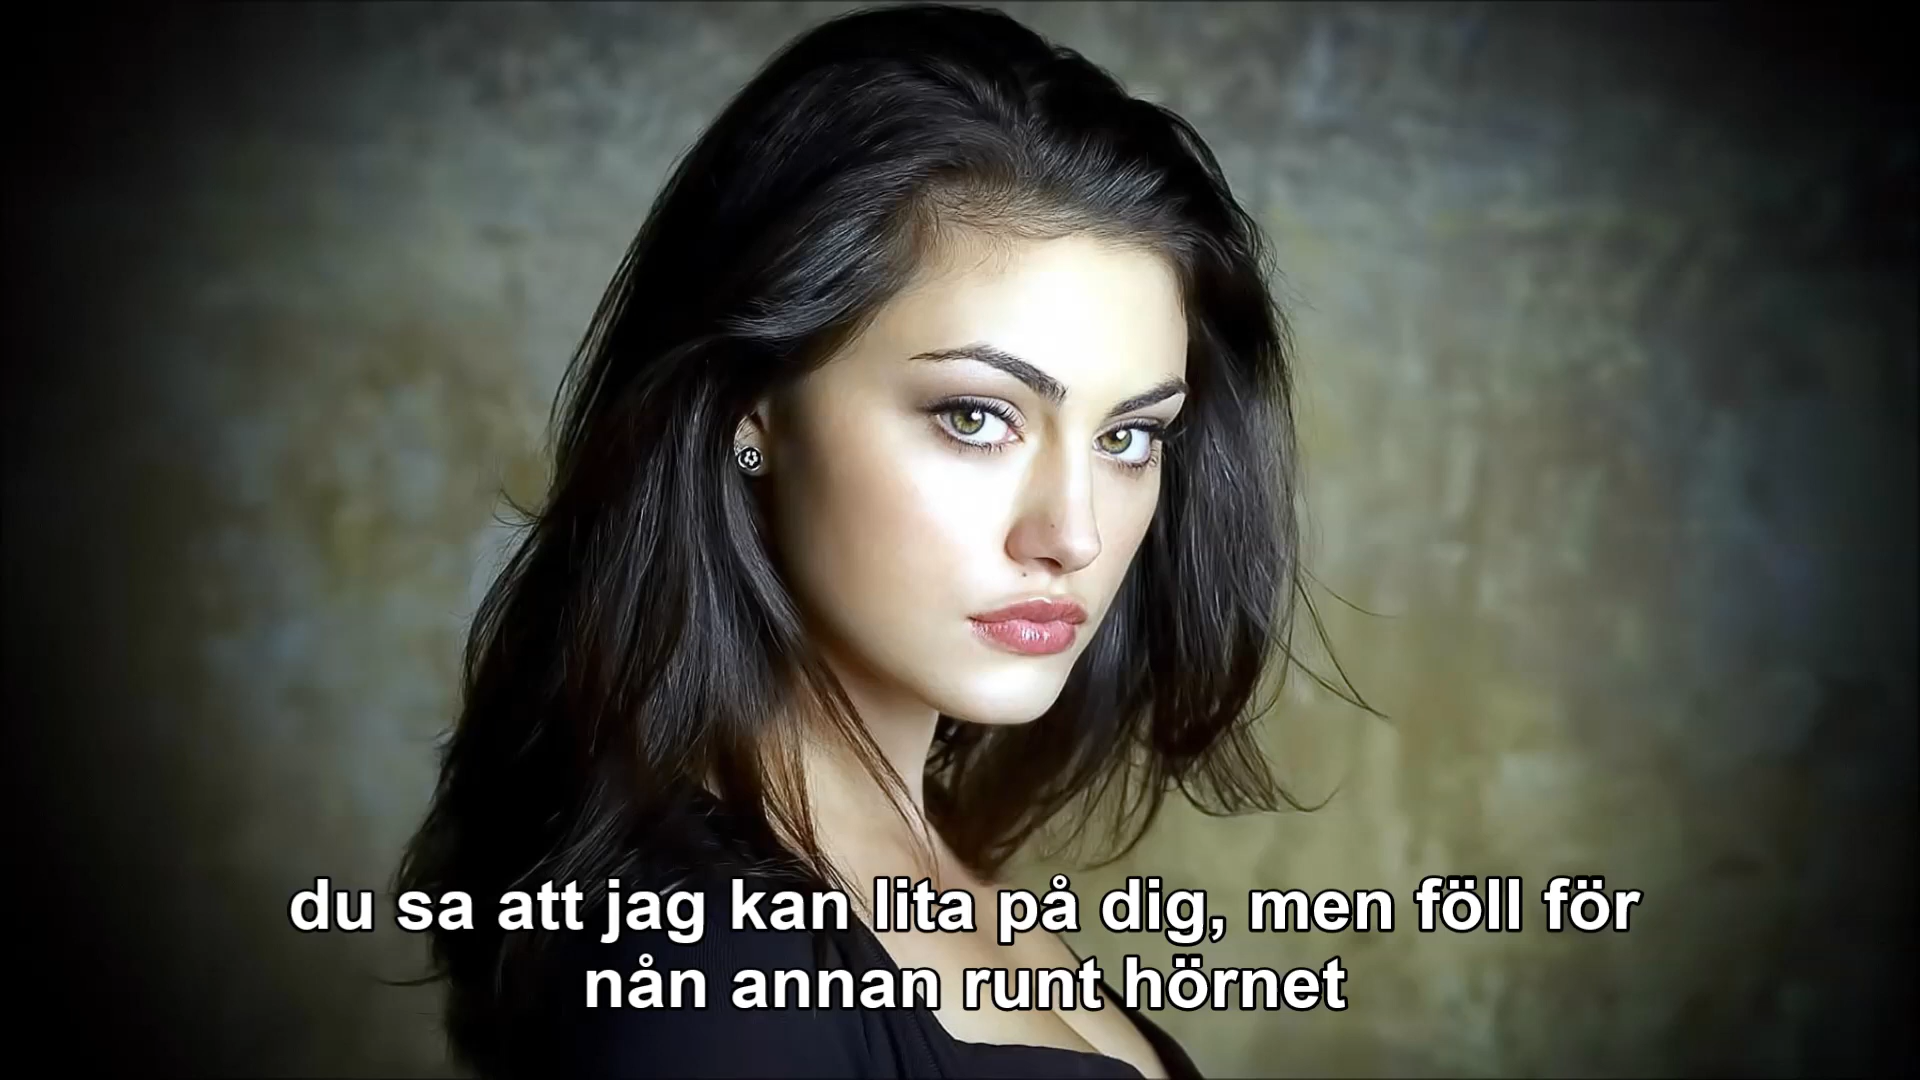 du sa att jag kan lita på dig, men föll för
nån annan runt hörnet